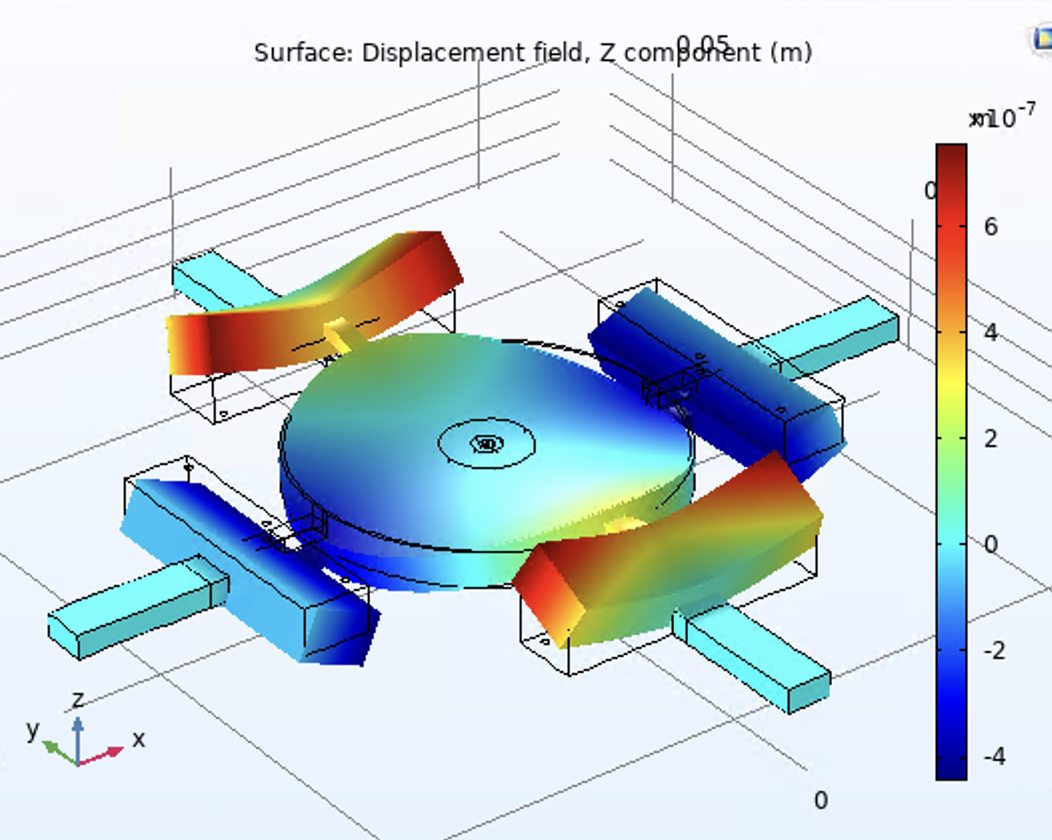 0.05
Surface: Displacement field, Z component (m)
×10⁻⁷
0
6
4
2
0
-2
-4
z
y
x
0